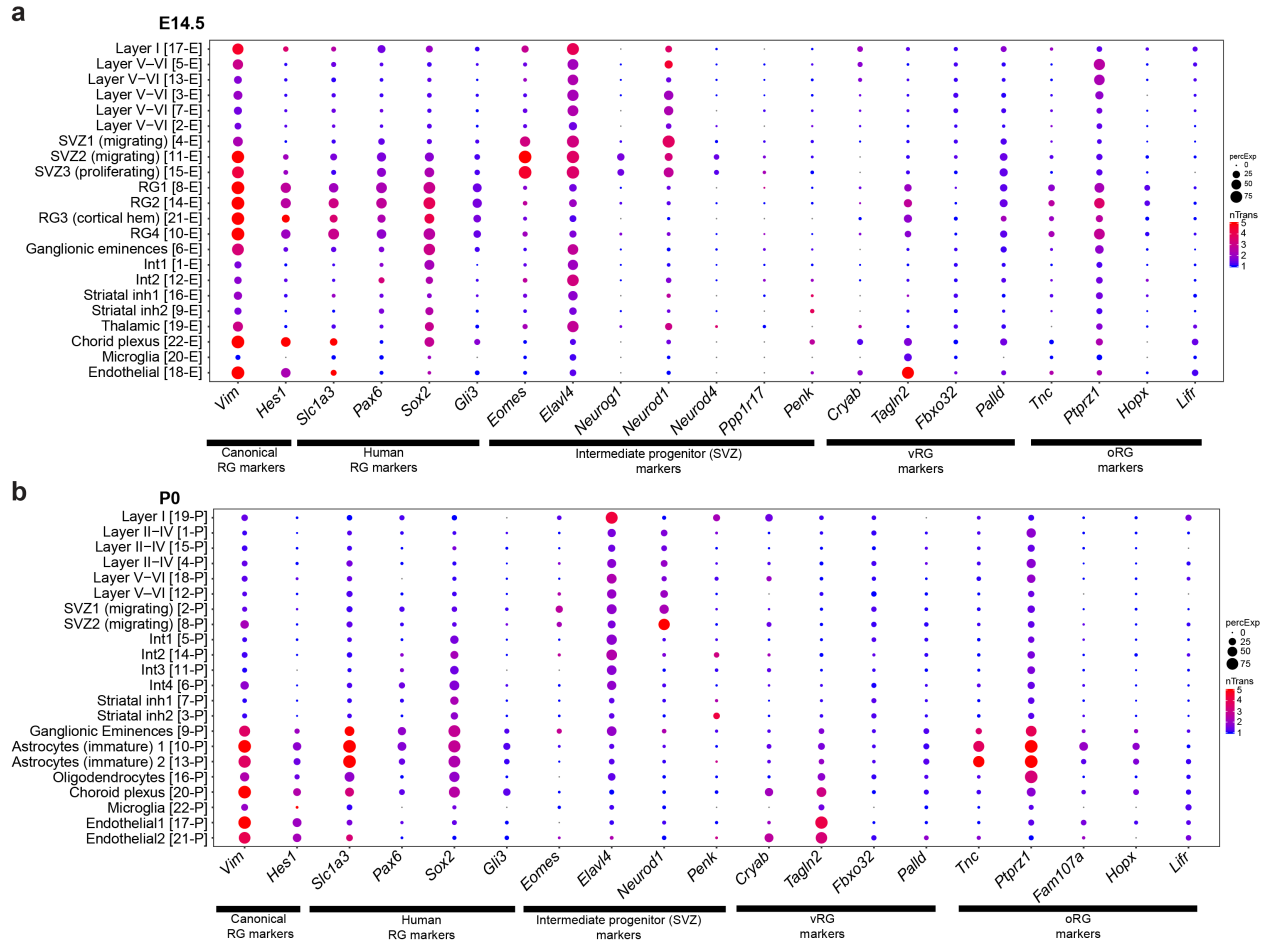 a
E14.5
Layer I [17-E]
Layer V–VI [5-E]
Layer V–VI [13-E]
Layer V–VI [3-E]
Layer V–VI [7-E]
Layer V–VI [2-E]
SVZ1 (migrating) [4-E]
SVZ2 (migrating) [11-E]
SVZ3 (proliferating) [15-E]
RG1 [8-E]
RG2 [14-E]
RG3 (cortical hem) [21-E]
RG4 [10-E]
Ganglionic eminences [6-E]
Int1 [1-E]
Int2 [12-E]
Striatal inh1 [16-E]
Striatal inh2 [9-E]
Thalamic [19-E]
Chorid plexus [22-E]
Microglia [20-E]
Endothelial [18-E]
percExp
0
25
50
75
nTrans
5
4
3
2
1
Vim Hes1 Slc1a3 Pax6 Sox2 Gli3 Eomes Elavl4 Neurog1 Neurod1 Neurod4 Ppp1r17 Penk Cryab Tagln2 Fbxo32 Palld Tnc Ptprz1 Hopx Lifr
Canonical
RG markers
Human
RG markers
Intermediate progenitor (SVZ)
markers
vRG
markers
oRG
markers
b
P0
Layer I [19-P]
Layer II−IV [1-P]
Layer II−IV [15-P]
Layer II−IV [4-P]
Layer V−VI [18-P]
Layer V−VI [12-P]
SVZ1 (migrating) [2-P]
SVZ2 (migrating) [8-P]
Int1 [5-P]
Int2 [14-P]
Int3 [11-P]
Int4 [6-P]
Striatal inh1 [7-P]
Striatal inh2 [3-P]
Ganglionic Eminences [9-P]
Astrocytes (immature) 1 [10-P]
Astrocytes (immature) 2 [13-P]
Oligodendrocytes [16-P]
Choroid plexus [20-P]
Microglia [22-P]
Endothelial1 [17-P]
Endothelial2 [21-P]
percExp
0
25
50
75
nTrans
5
4
3
2
1
Vim Hes1 Slc1a3 Pax6 Sox2 Gli3 Eomes Elavl4 Neurod1 Penk Cryab Tagln2 Fbxo32 Palld Tnc Ptprz1 Fam107a Hopx Lifr
Canonical
RG markers
Human
RG markers
Intermediate progenitor (SVZ)
markers
vRG
markers
oRG
markers